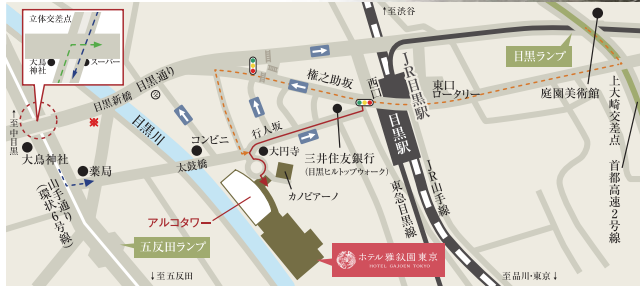 立体交差点
大鳥
神社
スーパー
↑至渋谷
目黒ランプ
庭園美術館
上大崎交差点
首都高速2号線
JR目黒駅
西口
東口
ロータリー
権之助坂
目黒通り
目黒新橋
↑至中目黒
目黒川
行人坂
コンビニ
太鼓橋
大円寺
三井住友銀行
(目黒ヒルトップウォーク)
目黒駅
東急目黒線
JR山手線
大鳥神社
薬局
山手通り
(環状6号線)
カノビアーノ
アルコタワー
五反田ランプ
↓至五反田
ホテル雅叙園東京
HOTEL GAJOEN TOKYO
至品川・東京↓